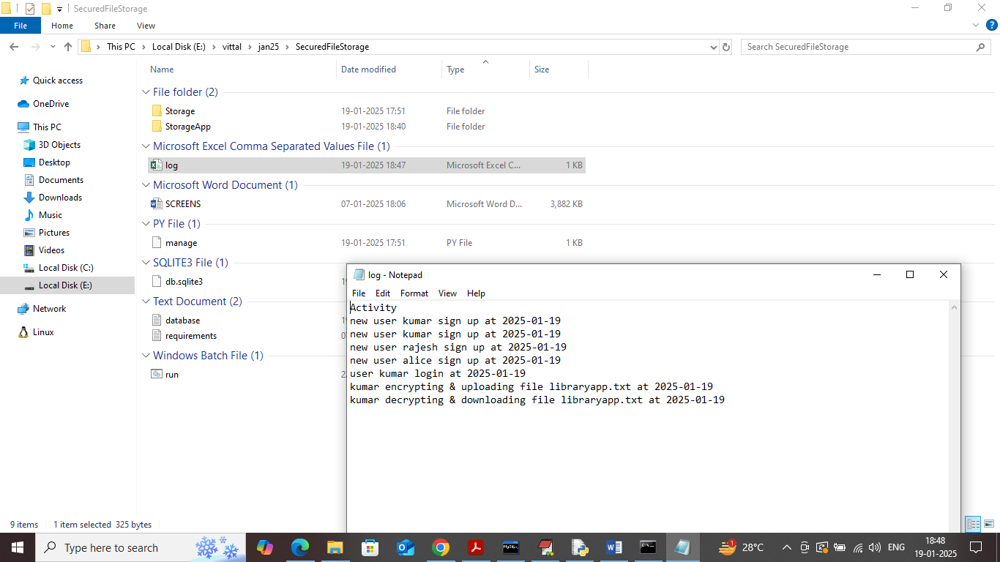 SecuredFileStorage
File Home Share View
This PC Local Disk (E:) vittal jan25 SecuredFileStorage
Search SecuredFileStorage
Name Date modified Type Size
Quick access
OneDrive
This PC
3D Objects
Desktop
Documents
Downloads
Music
Pictures
Videos
Local Disk (C:)
Local Disk (E:)
Network
Linux
File folder (2)
Storage 19-01-2025 17:51 File folder
StorageApp 19-01-2025 18:40 File folder
Microsoft Excel Comma Separated Values File (1)
log 19-01-2025 18:47 Microsoft Excel C... 1 KB
Microsoft Word Document (1)
SCREENS 07-01-2025 18:06 Microsoft Word D... 3,882 KB
PY File (1)
manage 19-01-2025 17:51 PY File 1 KB
SQLITE3 File (1)
db.sqlite3
Text Document (2)
database
requirements
Windows Batch File (1)
run
log - Notepad
File Edit Format View Help
Activity
new user kumar sign up at 2025-01-19
new user kumar sign up at 2025-01-19
new user rajesh sign up at 2025-01-19
new user alice sign up at 2025-01-19
user kumar login at 2025-01-19
kumar encrypting & uploading file libraryapp.txt at 2025-01-19
kumar decrypting & downloading file libraryapp.txt at 2025-01-19
9 items 1 item selected 325 bytes
Type here to search
28°C
ENG
18:48
19-01-2025